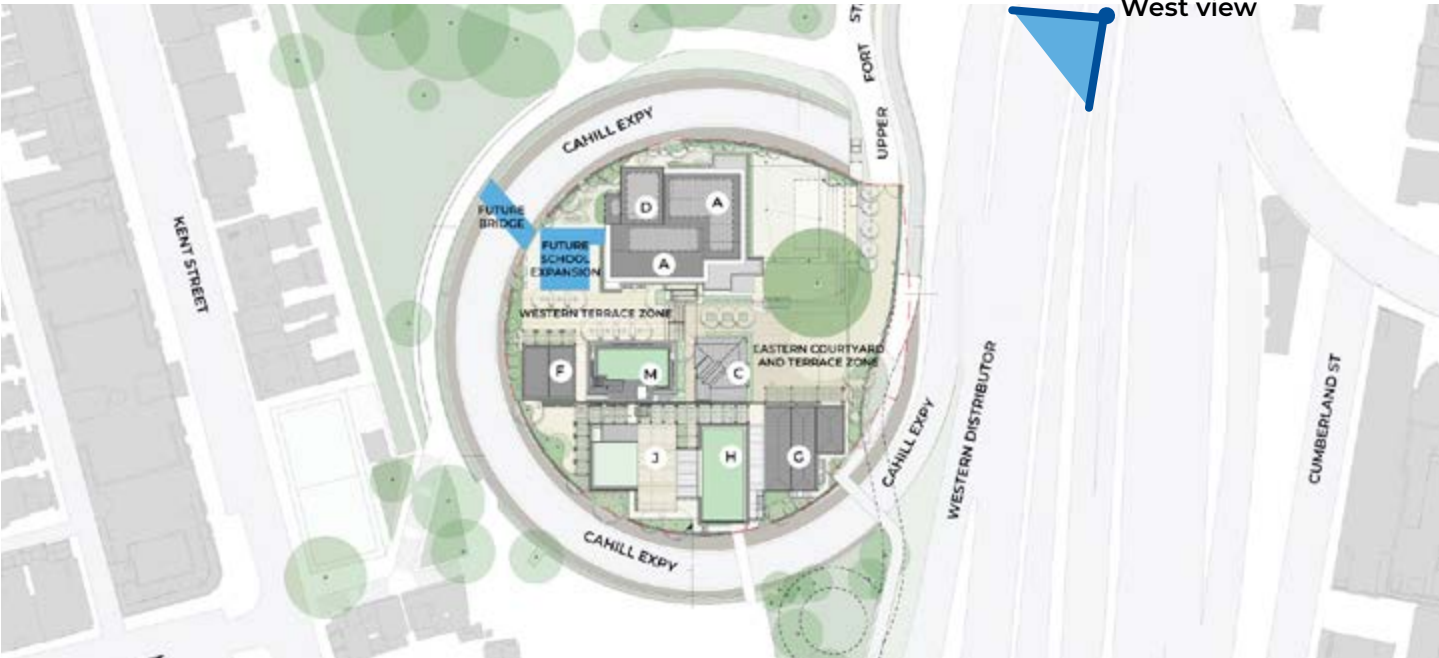 West view
ST
FORT
UPPER
CAHILL EXPY
D
A
FUTURE
BRIDGE
FUTURE
SCHOOL
EXPANSION
A
KENT STREET
WESTERN TERRACE ZONE
EASTERN COURTYARD
AND TERRACE ZONE
F
M
C
J
H
G
CAHILL EXPY
WESTERN DISTRIBUTOR
CUMBERLAND ST
CAHILL EXPY